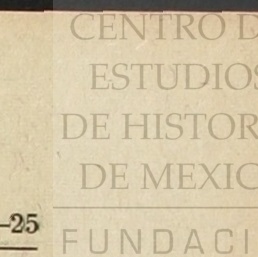 CENTRO D
ESTUDIOS
DE HISTOR
DE MEXIC
–25
FUNDACI